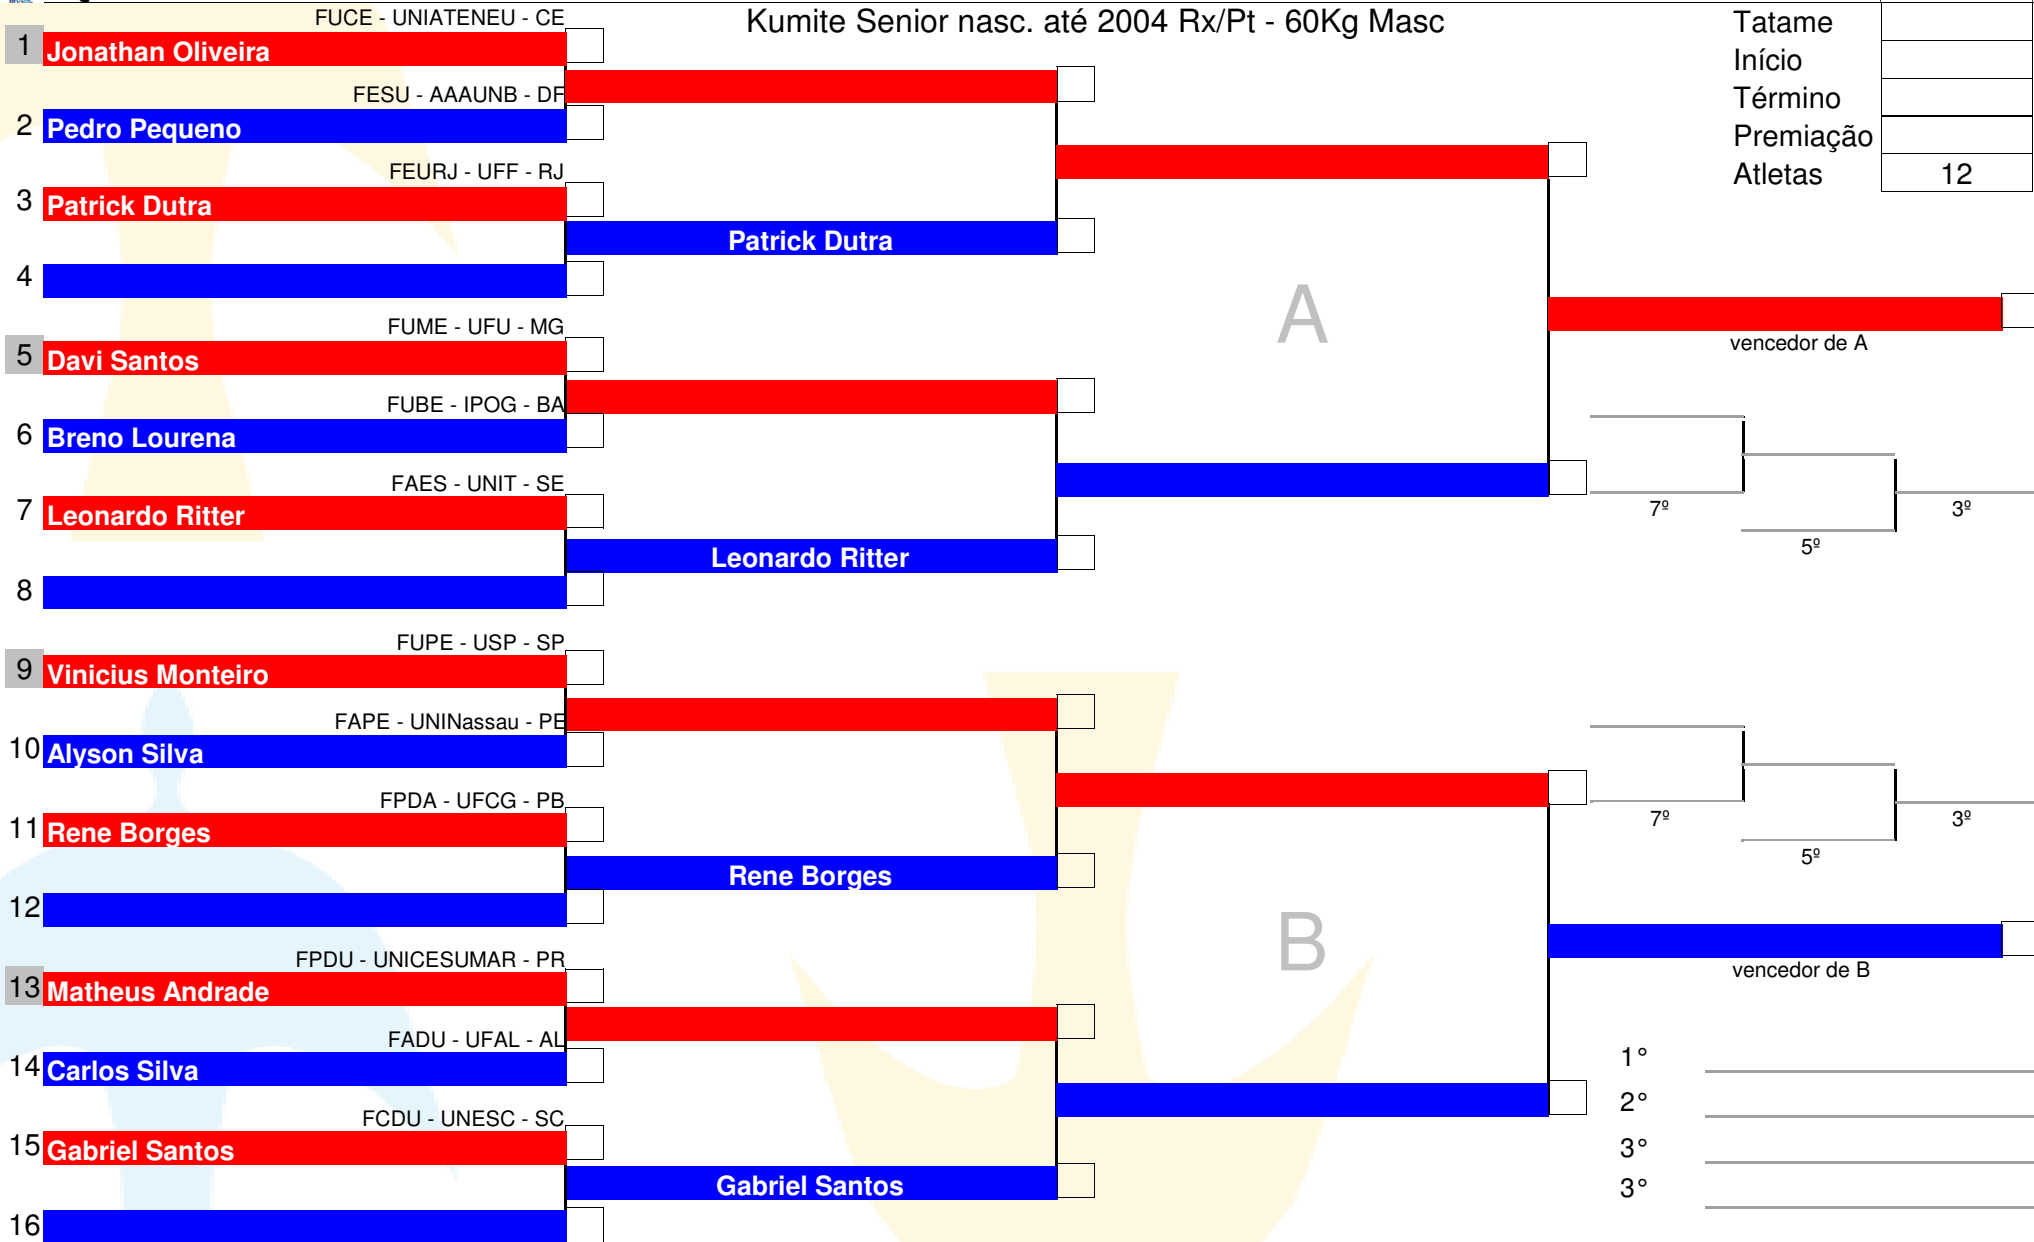 Kumite Senior nasc. até 2004 Rx/Pt - 60Kg Masc
Tatame
Início
Término
Premiação
Atletas 12
FUCE - UNIATENEU - CE
1 Jonathan Oliveira
FESU - AAAUNB - DF
2 Pedro Pequeno
FEURJ - UFF - RJ
3 Patrick Dutra
Patrick Dutra
4
A
FUME - UFU - MG
5 Davi Santos
vencedor de A
FUBE - IPOG - BA
6 Breno Lourena
FAES - UNIT - SE
7 Leonardo Ritter
7º
3º
5º
Leonardo Ritter
8
FUPE - USP - SP
9 Vinicius Monteiro
FAPE - UNINassau - PE
10 Alyson Silva
FPDA - UFCG - PB
11 Rene Borges
7º
3º
5º
Rene Borges
12
B
FPDU - UNICESUMAR - PR
vencedor de B
13 Matheus Andrade
FADU - UFAL - AL
14 Carlos Silva
1°
2°
FCDU - UNESC - SC
15 Gabriel Santos
3°
Gabriel Santos
3°
16